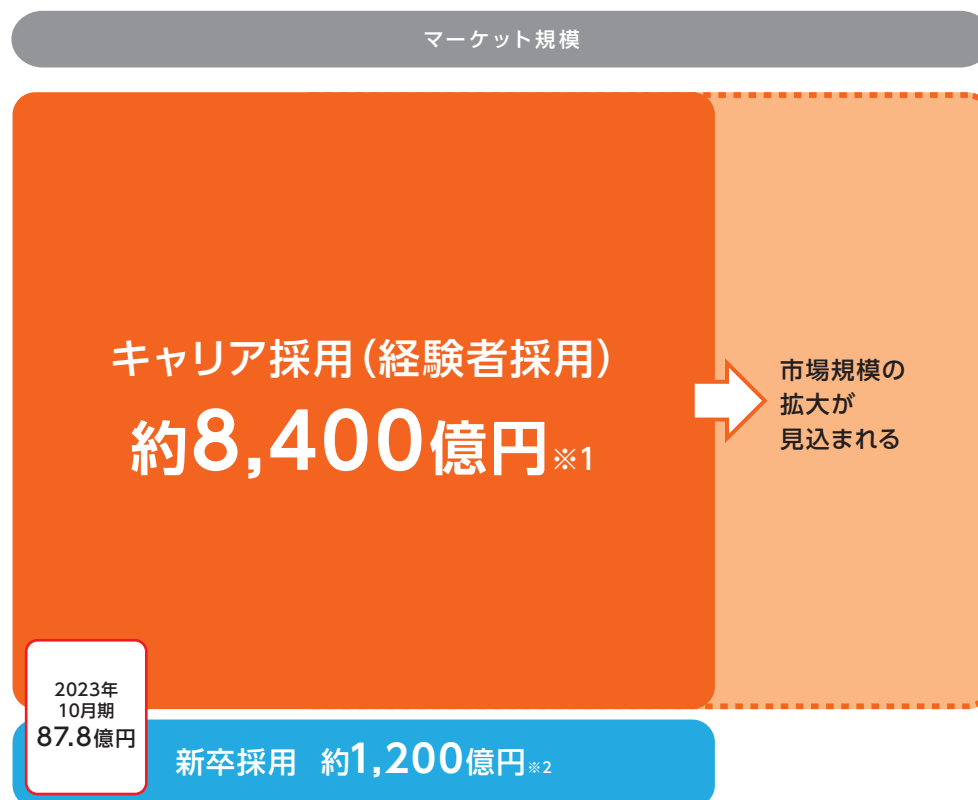 マーケット規模
キャリア採用(経験者採用)
約8,400億円※1
市場規模の
拡大が
見込まれる
2023年
10月期
87.8億円
新卒採用 約1,200億円※2